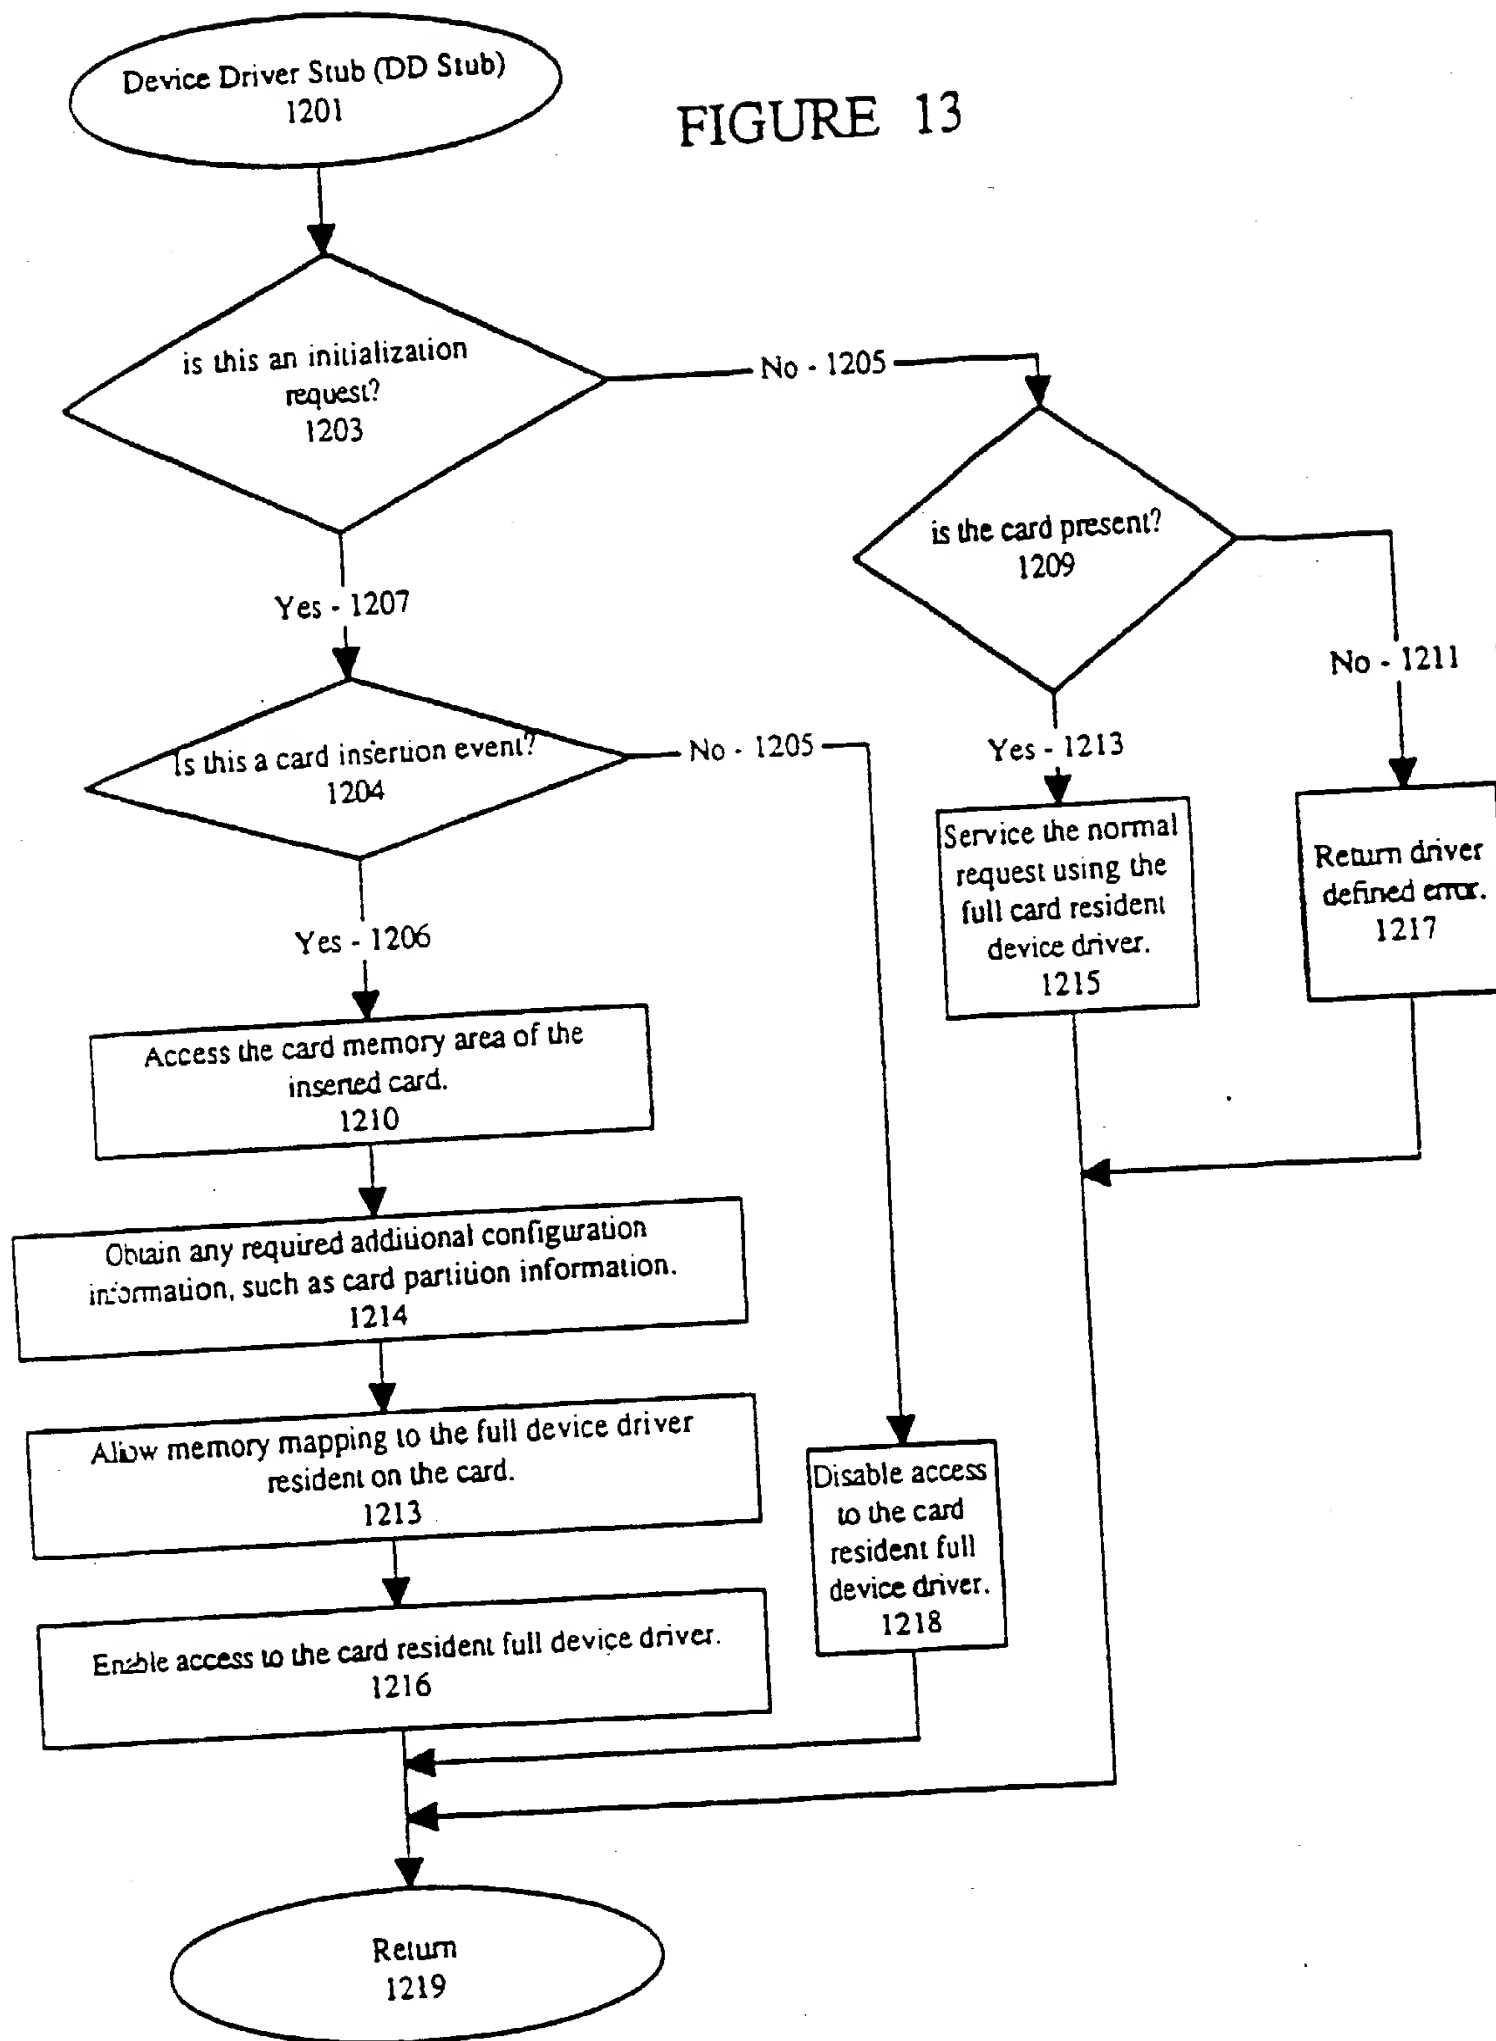 Device Driver Stub (DD Stub)
1201
FIGURE 13
is this an initialization
request?
1203
No - 1205
is the card present?
1209
Yes - 1207
No - 1211
Is this a card insertion event?
1204
No - 1205
Yes - 1213
Service the normal
request using the
full card resident
device driver.
1215
Return driver
defined error.
1217
Yes - 1206
Access the card memory area of the
inserted card.
1210
Obtain any required additional configuration
information, such as card partition information.
1214
Allow memory mapping to the full device driver
resident on the card.
1213
Disable access
to the card
resident full
device driver.
1218
Enable access to the card resident full device driver.
1216
Return
1219